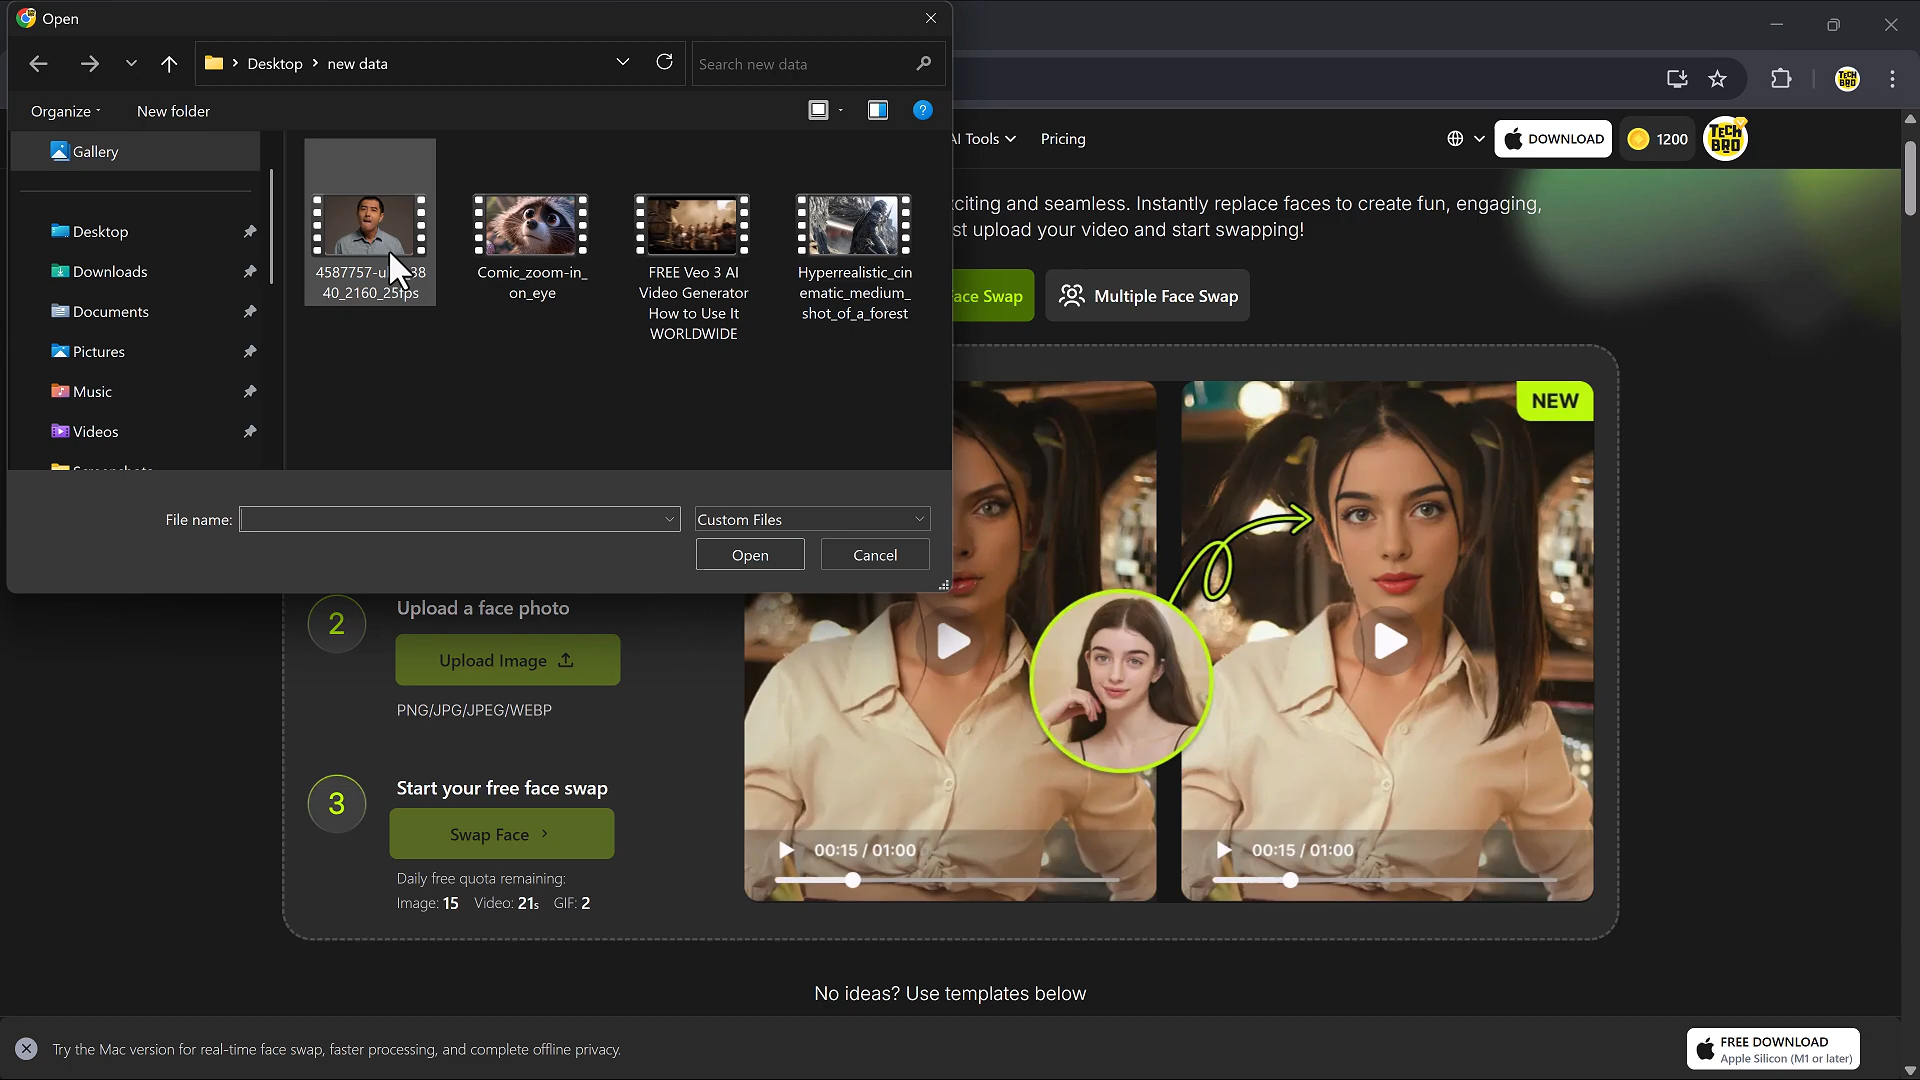 Open
Desktop
new data
Search new data
Organize
New folder
?
Gallery
Desktop
Downloads
Documents
Pictures
Music
Videos
4587757-u
38
40_2160_25fps
Comic_zoom-in_
on_eye
FREE Veo 3 AI
Video Generator
How to Use It
WORLDWIDE
Hyperrealistic_cin
ematic_medium_
shot_of_a_forest
File name:
Custom Files
Open
Cancel
TECH
BRO
AI Tools
Pricing
DOWNLOAD
1200
TECH
BRO
citing and seamless. Instantly replace faces to create fun, engaging,
st upload your video and start swapping!
Face Swap
Multiple Face Swap
NEW
2
Upload a face photo
Upload Image
PNG/JPG/JPEG/WEBP
3
Start your free face swap
Swap Face
Daily free quota remaining:
Image: 15 Video: 21s GIF: 2
00:15 / 01:00
00:15 / 01:00
No ideas? Use templates below
Try the Mac version for real-time face swap, faster processing, and complete offline privacy.
FREE DOWNLOAD
Apple Silicon (M1 or later)